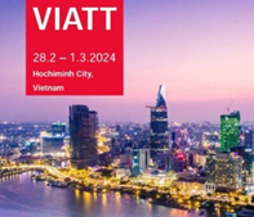 VIATT
28.2 – 1.3.2024
Hochiminh City,
Vietnam